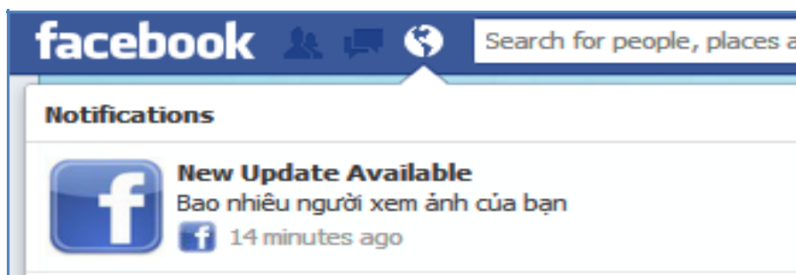 facebook Search for people, places a
Notifications
New Update Available
Bao nhiêu người xem ảnh của bạn
14 minutes ago